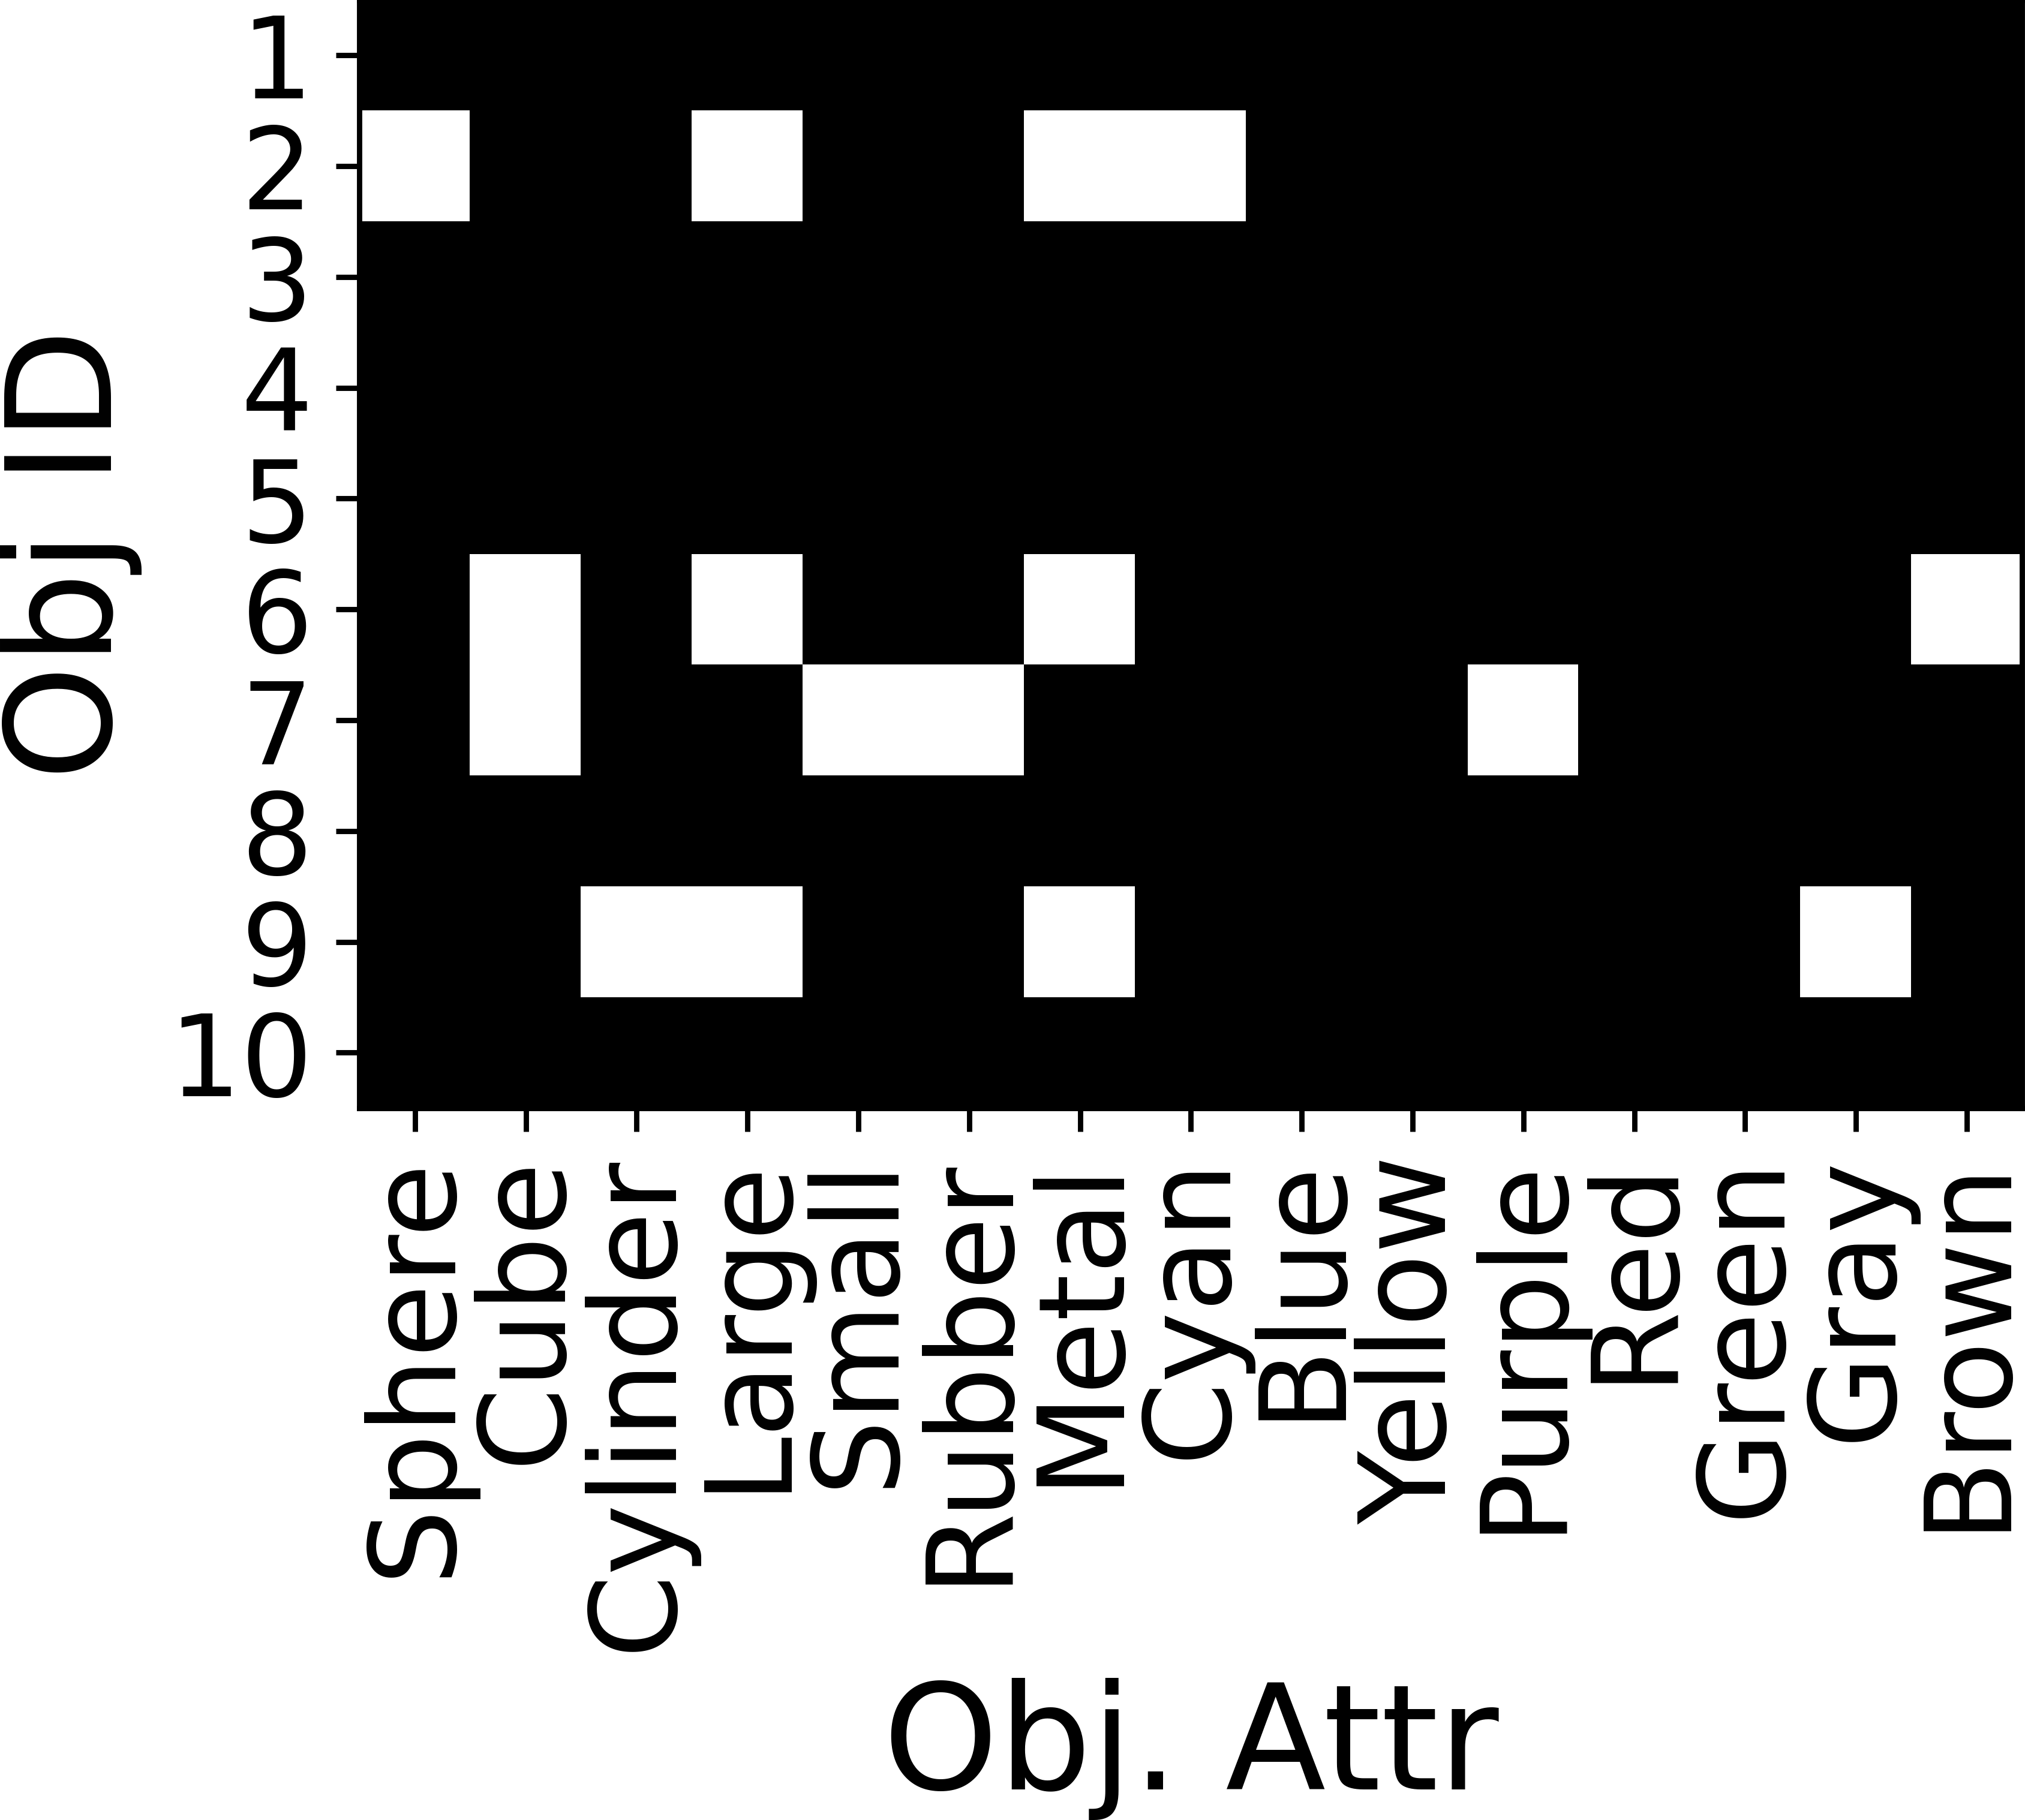 Obj ID
1
2
3
4
5
6
7
8
9
10
Sphere
Cube
Cylinder
Large
Small
Rubber
Metal
Cyan
Blue
Yellow
Purple
Red
Green
Gray
Brown
Obj. Attr